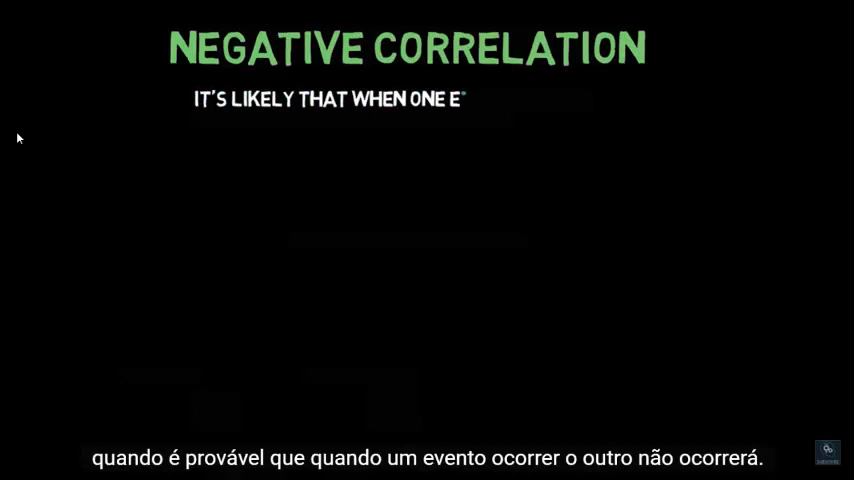 NEGATIVE CORRELATION
IT'S LIKELY THAT WHEN ONE E
quando é provável que quando um evento ocorrer o outro não ocorrerá.